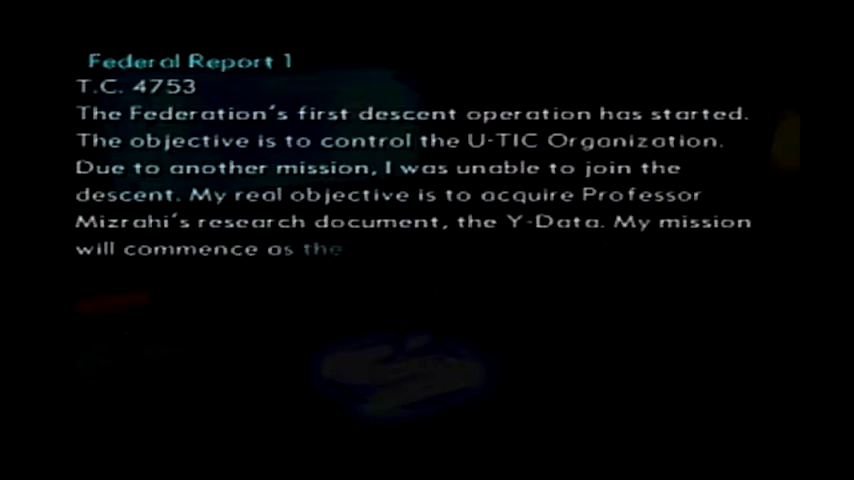 Federal Report 1
T.C. 4753
The Federation's first descent operation has started.
The objective is to control the U-TIC Organization.
Due to another mission, I was unable to join the
descent. My real objective is to acquire Professor
Mizrahi's research document, the Y-Data. My mission
will commence as the